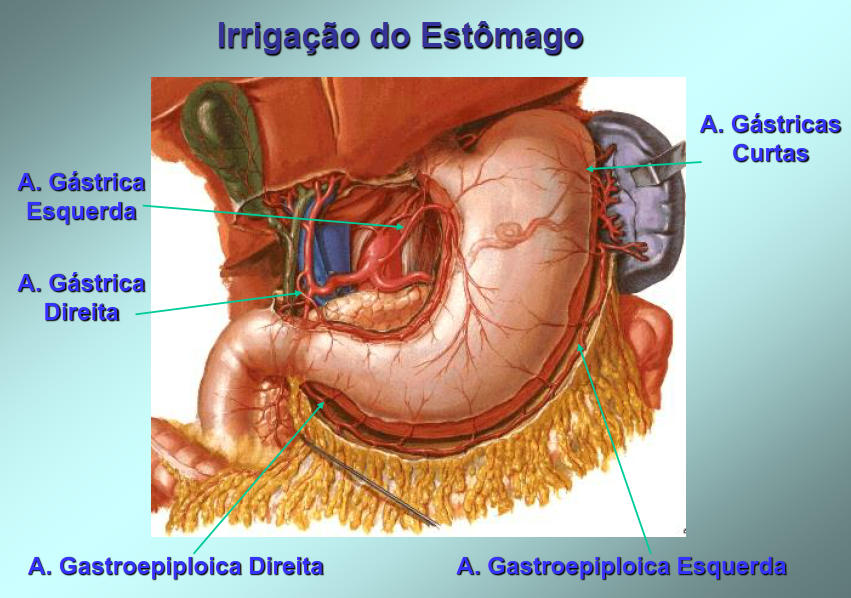 Irrigação do Estômago
A. Gástricas
Curtas
A. Gástrica
Esquerda
A. Gástrica
Direita
A. Gastroepiploica Direita
A. Gastroepiploica Esquerda